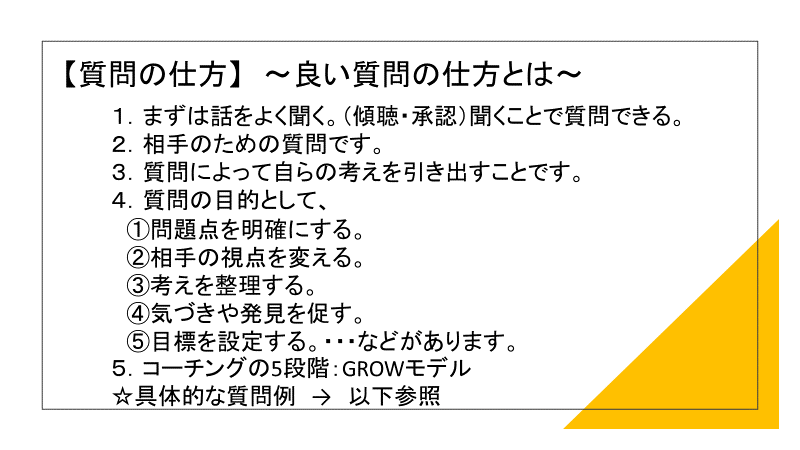 【質問の仕方】 ～良い質問の仕方とは～
１．まずは話をよく聞く。（傾聴・承認）聞くことで質問できる。
２．相手のための質問です。
３．質問によって自らの考えを引き出すことです。
４．質問の目的として、
①問題点を明確にする。
②相手の視点を変える。
③考えを整理する。
④気づきや発見を促す。
⑤目標を設定する。・・・などがあります。
５．コーチングの5段階：GROWモデル
☆具体的な質問例 → 以下参照